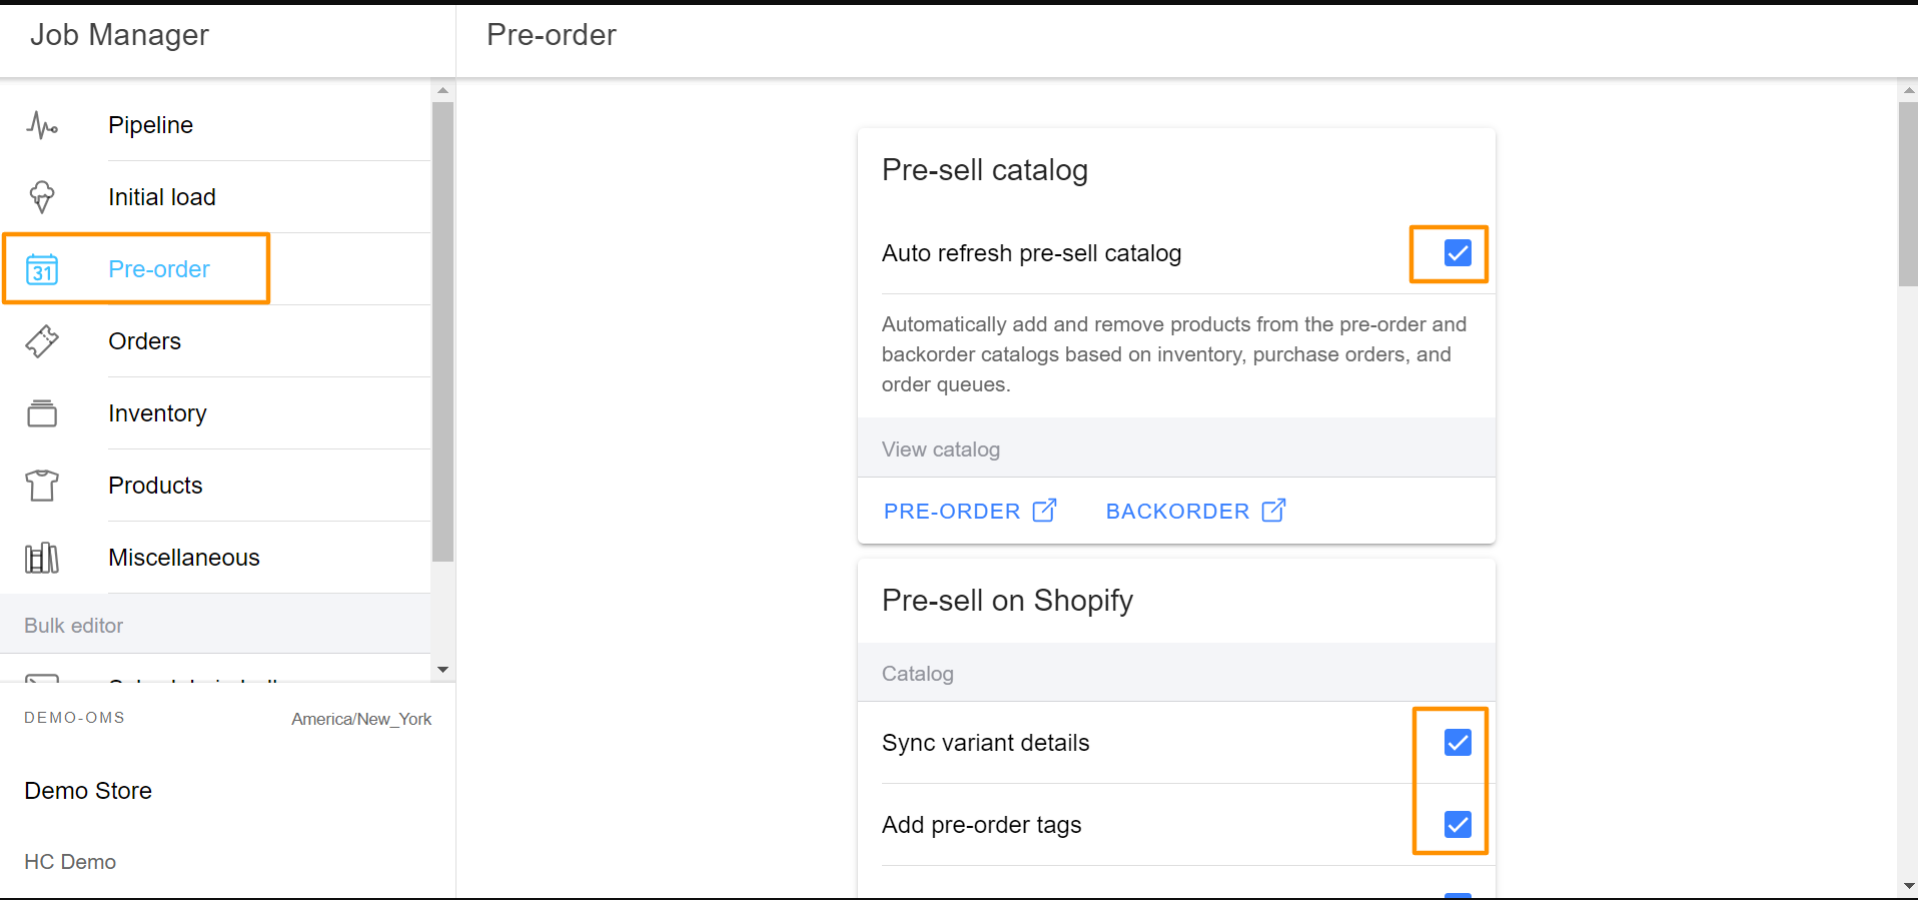 Job Manager
Pre-order
Pipeline
Initial load
31
Pre-order
Orders
Inventory
Products
Miscellaneous
Bulk editor
DEMO-OMS
America/New_York
Demo Store
HC Demo
Pre-sell catalog
Auto refresh pre-sell catalog
Automatically add and remove products from the pre-order and
backorder catalogs based on inventory, purchase orders, and
order queues.
View catalog
PRE-ORDER
BACKORDER
Pre-sell on Shopify
Catalog
Sync variant details
Add pre-order tags